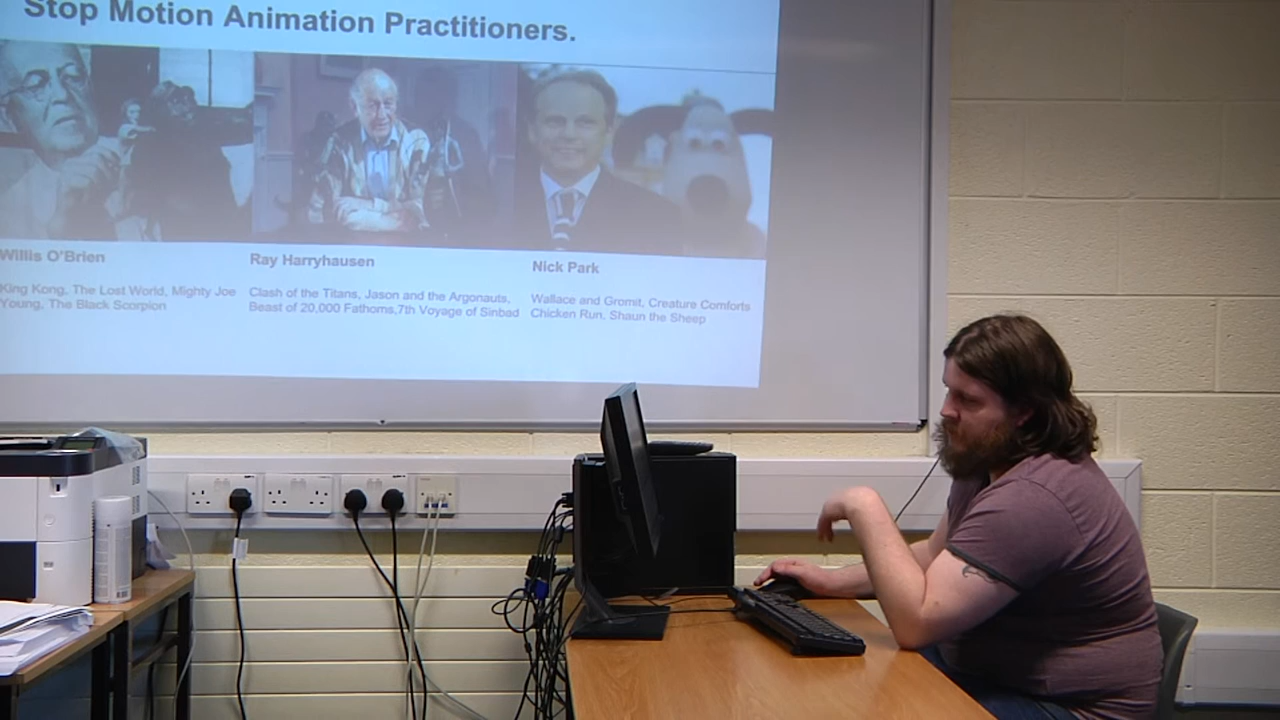 Stop Motion Animation Practitioners.
Willis O'Brien
King Kong, The Lost World, Mighty Joe
Young, The Black Scorpion
Ray Harryhausen
Clash of the Titans, Jason and the Argonauts,
Beast of 20,000 Fathoms,7th Voyage of Sinbad
Nick Park
Wallace and Gromit, Creature Comforts
Chicken Run, Shaun the Sheep